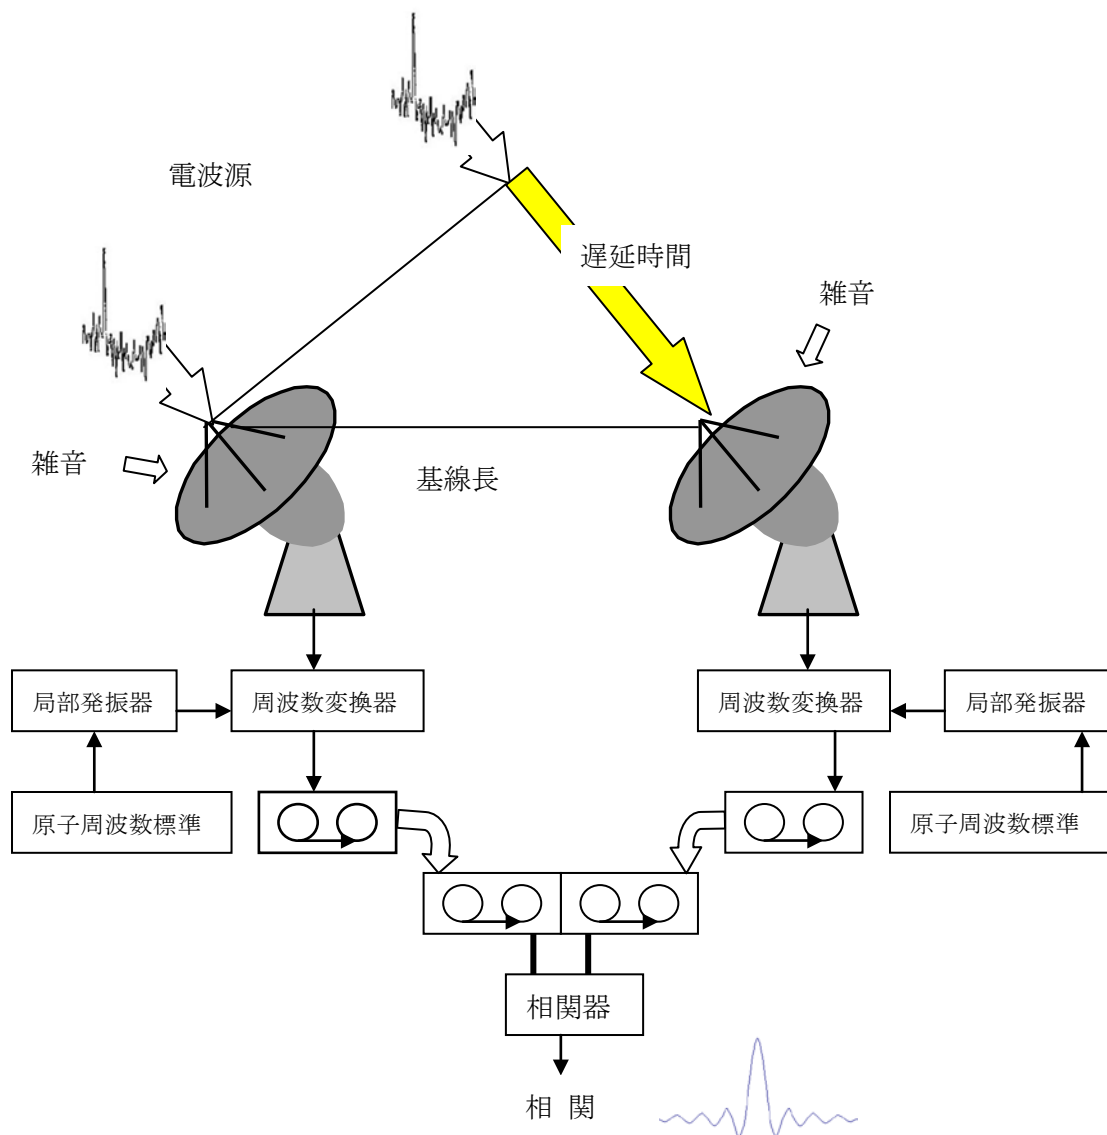 電波源
遅延時間
雑音
雑音
基線長
局部発振器
周波数変換器
周波数変換器
局部発振器
原子周波数標準
原子周波数標準
相関器
相 関